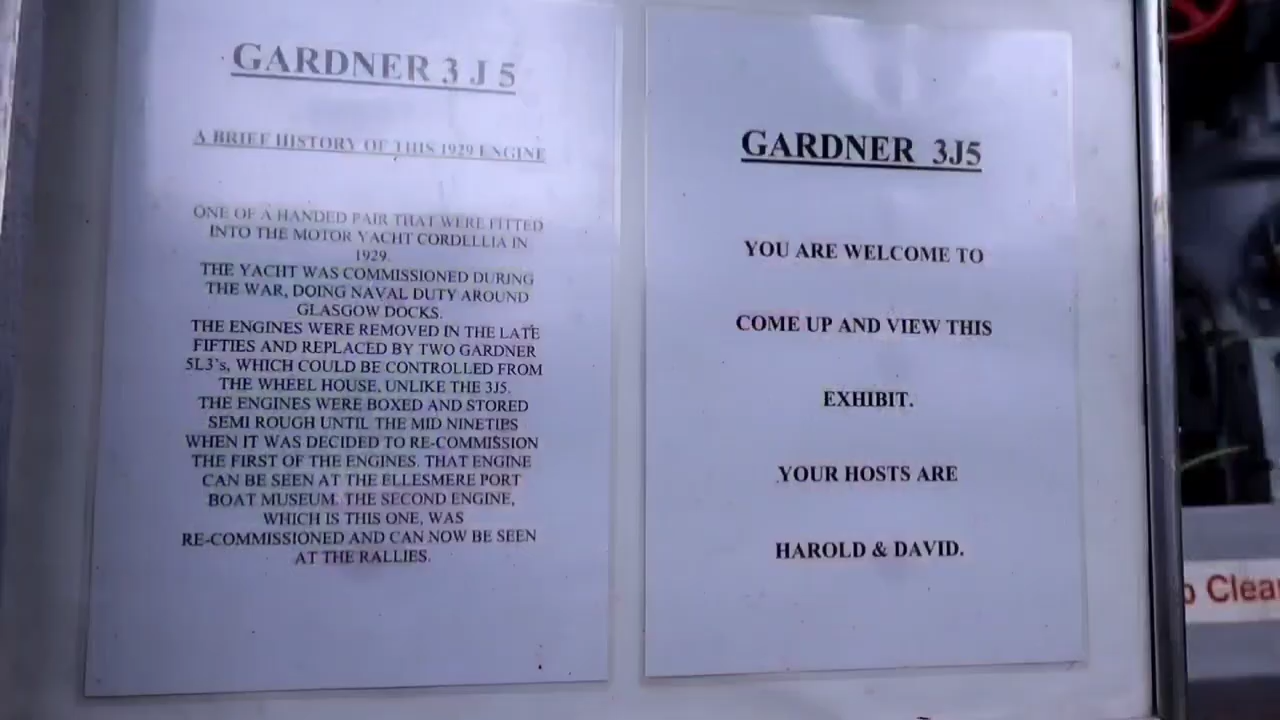 GARDNER 3 J 5
A BRIEF HISTORY OF THIS 1929 ENGINE
ONE OF A HANDED PAIR THAT WERE FITTED
INTO THE MOTOR YACHT CORDELLIA IN
1929.
THE YACHT WAS COMMISSIONED DURING
THE WAR, DOING NAVAL DUTY AROUND
GLASGOW DOCKS.
THE ENGINES WERE REMOVED IN THE LATE
FIFTIES AND REPLACED BY TWO GARDNER
5L3's, WHICH COULD BE CONTROLLED FROM
THE WHEEL HOUSE, UNLIKE THE 3J5.
THE ENGINES WERE BOXED AND STORED
SEMI ROUGH UNTIL THE MID NINETIES
WHEN IT WAS DECIDED TO RE-COMMISSION
THE FIRST OF THE ENGINES. THAT ENGINE
CAN BE SEEN AT THE ELLESMERE PORT
BOAT MUSEUM. THE SECOND ENGINE,
WHICH IS THIS ONE, WAS
RE-COMMISSIONED AND CAN NOW BE SEEN
AT THE RALLIES.
GARDNER 3J5
YOU ARE WELCOME TO
COME UP AND VIEW THIS
EXHIBIT.
YOUR HOSTS ARE
HAROLD & DAVID.